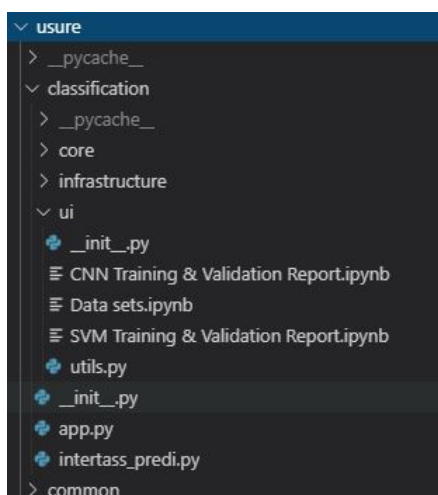 usure
__pycache__
classification
__pycache__
core
infrastructure
ui
__init__.py
CNN Training & Validation Report.ipynb
Data sets.ipynb
SVM Training & Validation Report.ipynb
utils.py
__init__.py
app.py
intertass_predi.py
common